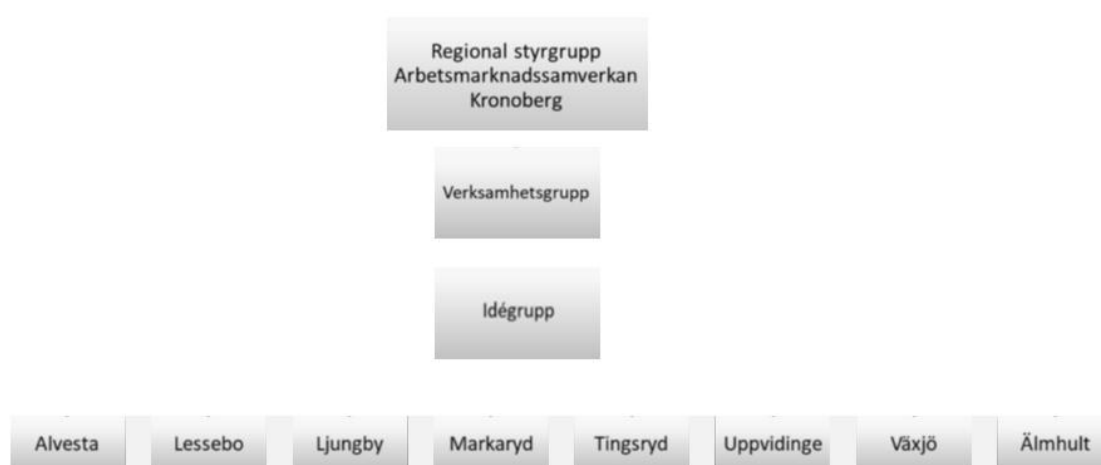 Regional styrgrupp
Arbetsmarknadssamverkan
Kronoberg
Verksamhetsgrupp
Idégrupp
Alvesta Lessebo Ljungby Markaryd Tingsryd Uppvidinge Växjö Älmhult